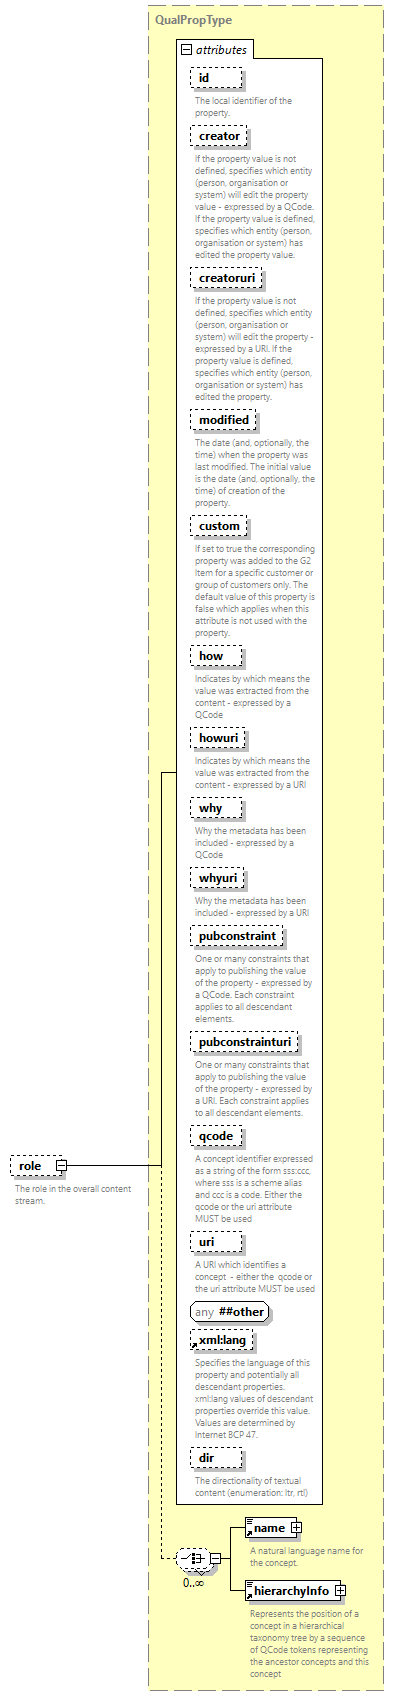 QualPropType
attributes
id
The local identifier of the
property.
creator
If the property value is not
defined, specifies which entity
(person, organisation or
system) will edit the property
value - expressed by a QCode.
If the property value is defined,
specifies which entity (person,
organisation or system) has
edited the property value.
creatoruri
If the property value is not
defined, specifies which entity
(person, organisation or
system) will edit the property -
expressed by a URI. If the
property value is defined,
specifies which entity (person,
organisation or system) has
edited the property.
modified
The date (and, optionally, the
time) when the property was
last modified. The initial value
is the date (and, optionally, the
time) of creation of the
property.
custom
If set to true the corresponding
property was added to the G2
Item for a specific customer or
group of customers only. The
default value of this property is
false which applies when this
attribute is not used with the
property.
how
Indicates by which means the
value was extracted from the
content - expressed by a
QCode
howuri
Indicates by which means the
value was extracted from the
content - expressed by a URI
why
Why the metadata has been
included - expressed by a
QCode
whyuri
Why the metadata has been
included - expressed by a URI
pubconstraint
One or many constraints that
apply to publishing the value
of the property - expressed by
a QCode. Each constraint
applies to all descendant
elements.
pubconstrainturi
One or many constraints that
apply to publishing the value
of the property - expressed by
a URI. Each constraint applies
to all descendant elements.
qcode
A concept identifier expressed
as a string of the form sss:ccc,
where sss is a scheme alias
and ccc is a code. Either the
qcode or the uri attribute
MUST be used
role
The role in the overall content
stream.
uri
A URI which identifies a
concept - either the qcode or
the uri attribute MUST be used
any ##other
xml:lang
Specifies the language of this
property and potentially all
descendant properties.
xml:lang values of descendant
properties override this value.
Values are determined by
Internet BCP 47.
dir
The directionality of textual
content (enumeration: ltr, rtl)
name
A natural language name for
the concept.
0..∞
hierarchyInfo
Represents the position of a
concept in a hierarchical
taxonomy tree by a sequence
of QCode tokens representing
the ancestor concepts and this
concept